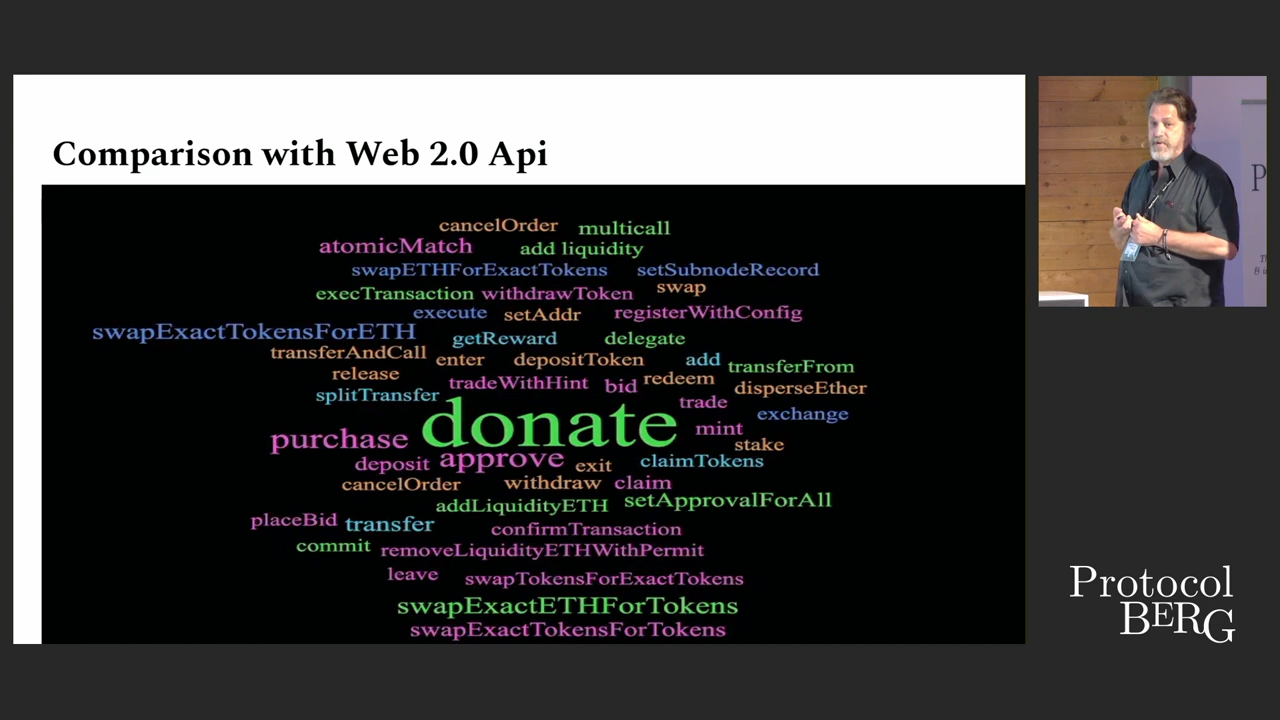 Comparison with Web 2.0 Api
cancelOrder multicall
atomicMatch add liquidity
swapETHForExactTokens setSubnodeRecord
execTransaction withdrawToken swap
execute setAddr registerWithConfig
swapExactTokensForETH getReward delegate
transferAndCall enter depositToken add transferFrom
release tradeWithHint bid redeem disperseEther
splitTransfer donate trade exchange
purchase mint
deposit approve exit stake
claimTokens
cancelOrder withdraw claim
addLiquidityETH setApprovalForAll
placeBid transfer confirmTransaction
commit removeLiquidityETHWithPermit
leave swapTokensForExactTokens
swapExactETHForTokens
swapExactTokensForTokens
P
Protocol
BERG